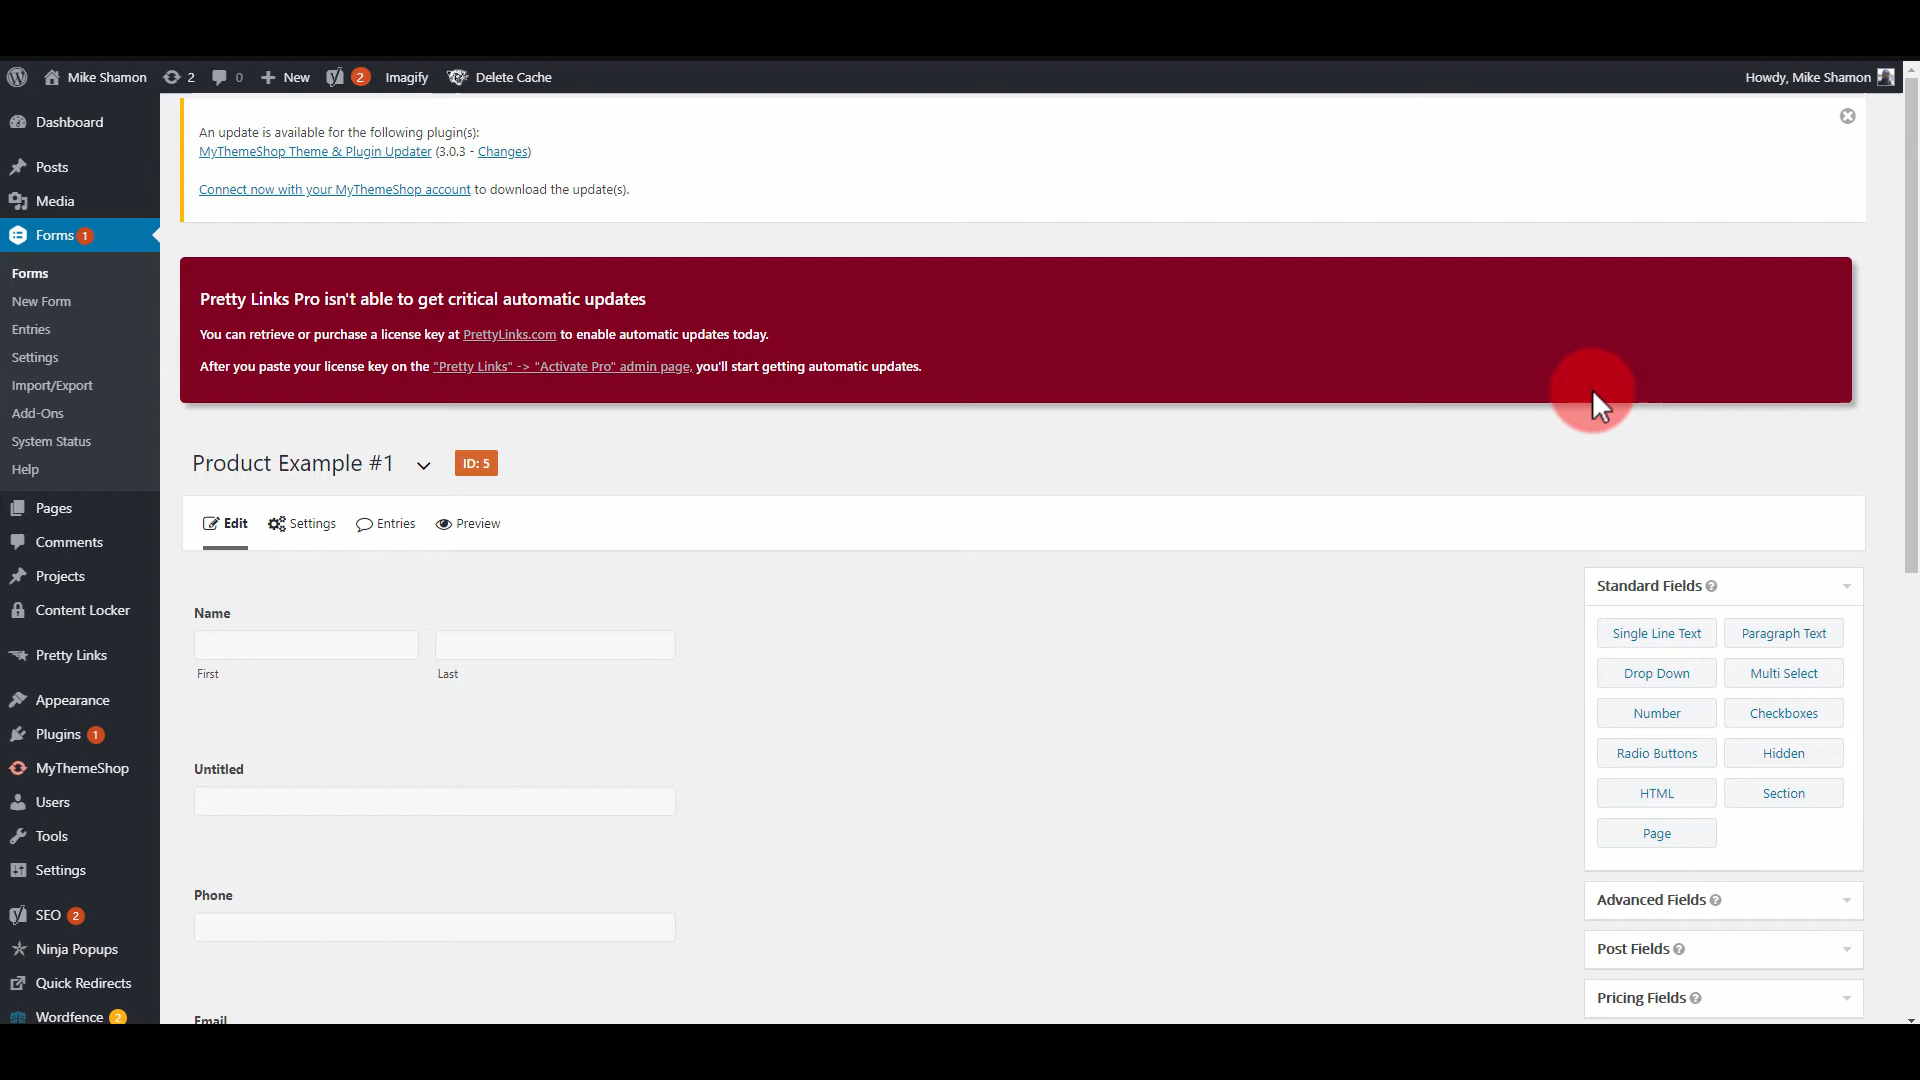 Mike Shamon 2 0 New 2 Imagify Delete Cache Howdy, Mike Shamon
Dashboard
Posts
Media
Forms 1
Forms
New Form
Entries
Settings
Import/Export
Add-Ons
System Status
Help
Pages
Comments
Projects
Content Locker
Pretty Links
Appearance
Plugins 1
MyThemeShop
Users
Tools
Settings
SEO 2
Ninja Popups
Quick Redirects
Wordfence 2
An update is available for the following plugin(s):
MyThemeShop Theme & Plugin Updater (3.0.3 - Changes)
Connect now with your MyThemeShop account to download the update(s).
Pretty Links Pro isn't able to get critical automatic updates
You can retrieve or purchase a license key at PrettyLinks.com to enable automatic updates today.
After you paste your license key on the "Pretty Links" -> "Activate Pro" admin page, you'll start getting automatic updates.
Product Example #1 ID: 5
Edit Settings Entries Preview
Name
First Last
Untitled
Phone
Email
Standard Fields
Single Line Text Paragraph Text
Drop Down Multi Select
Number Checkboxes
Radio Buttons Hidden
HTML Section
Page
Advanced Fields
Post Fields
Pricing Fields